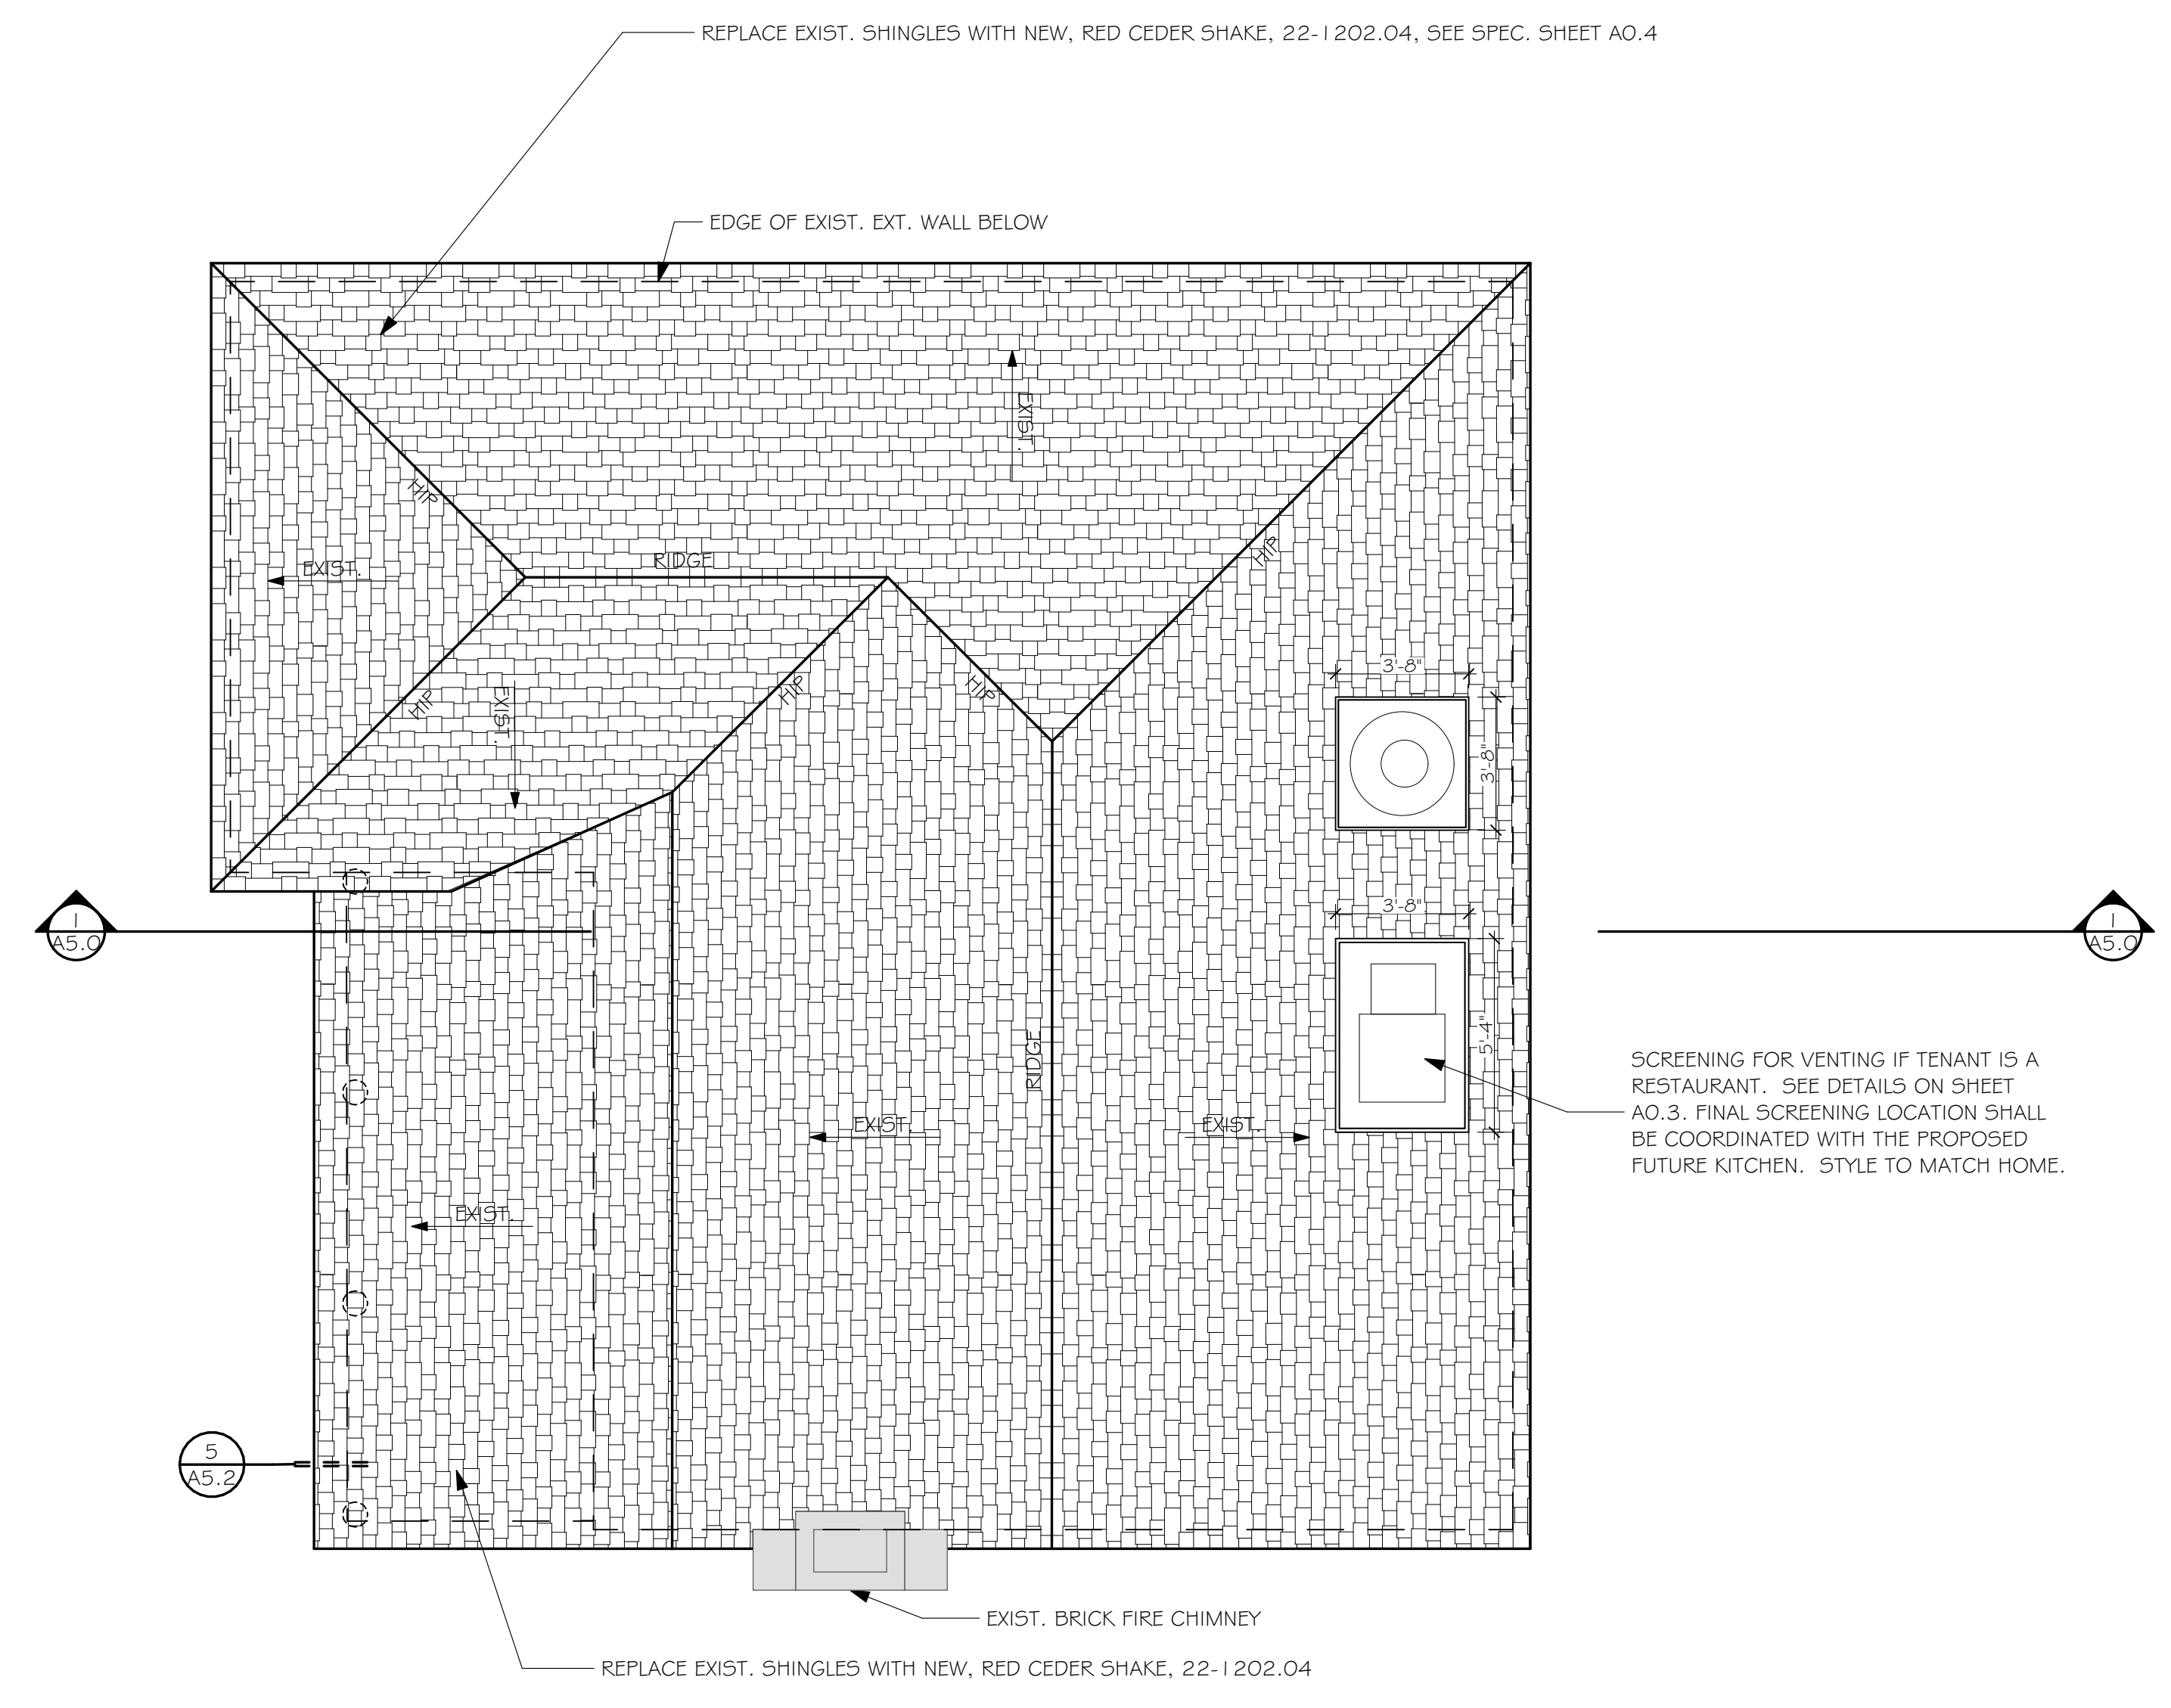 REPLACE EXIST. SHINGLES WITH NEW, RED CEDER SHAKE, 22-1202.04, SEE SPEC. SHEET A0.4
EDGE OF EXIST. EXT. WALL BELOW
EXIST.
HIP
RIDGE
HIP
EXIST.
HIP
EXIST.
HIP
HIP
3'-8"
3'-8"
1
A5.0
3'-8"
1
A5.0
5'-4"
RIDGE
SCREENING FOR VENTING IF TENANT IS A
RESTAURANT. SEE DETAILS ON SHEET
A0.3. FINAL SCREENING LOCATION SHALL
BE COORDINATED WITH THE PROPOSED
FUTURE KITCHEN. STYLE TO MATCH HOME.
EXIST.
EXIST.
EXIST.
5
A5.2
EXIST. BRICK FIRE CHIMNEY
REPLACE EXIST. SHINGLES WITH NEW, RED CEDER SHAKE, 22-1202.04